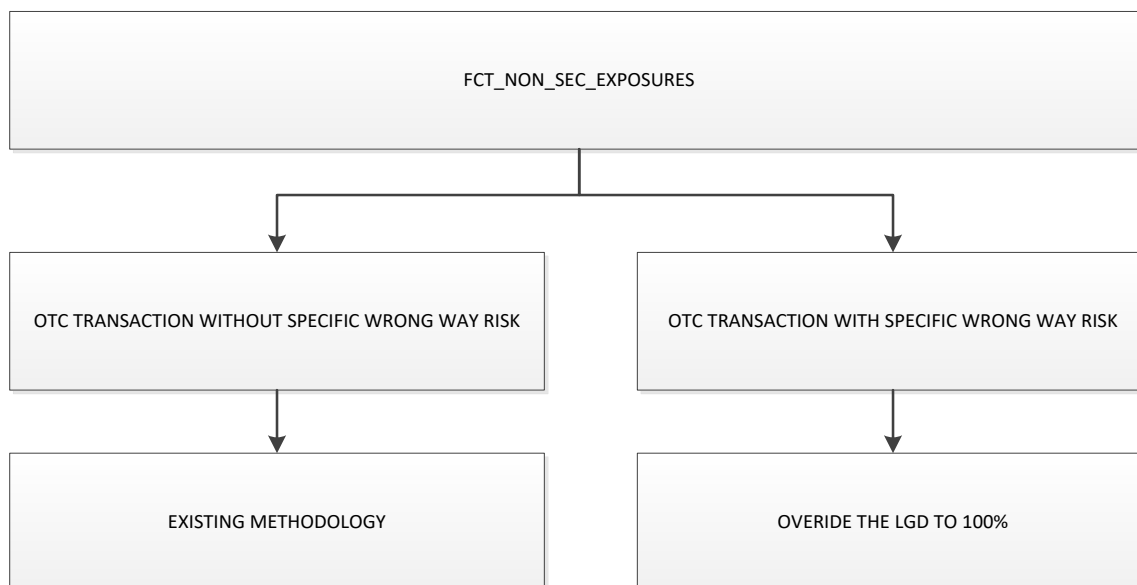 FCT_NON_SEC_EXPOSURES
OTC TRANSACTION WITHOUT SPECIFIC WRONG WAY RISK
OTC TRANSACTION WITH SPECIFIC WRONG WAY RISK
EXISTING METHODOLOGY
OVERIDE THE LGD TO 100%